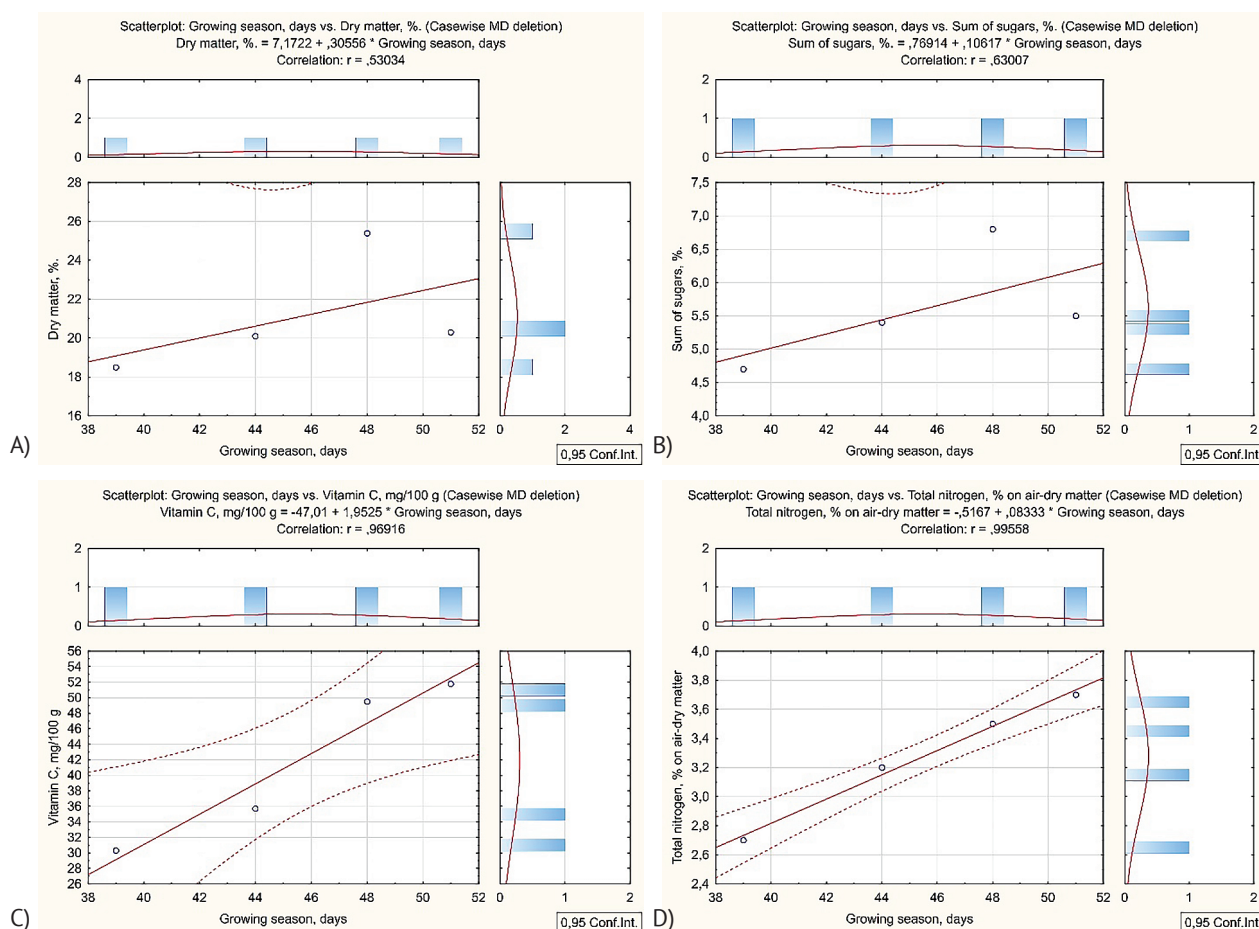 Scatterplot: Growing season, days vs. Dry matter, %. (Casewise MD deletion)
Dry matter, %. = 7,1722 + ,30556 * Growing season, days
Correlation: r = ,53034
4
2
0
28
26
24
22
20
18
16
Dry matter, %.
38 40 42 44 46 48 50 52
0 1 2 3 4
Growing season, days
0,95 Conf.Int.
A)
Scatterplot: Growing season, days vs. Sum of sugars, %. (Casewise MD deletion)
Sum of sugars, %. = ,76914 + ,10617 * Growing season, days
Correlation: r = ,63007
2
1
0
7,5
7,0
6,5
6,0
5,5
5,0
4,5
4,0
Sum of sugars, %.
38 40 42 44 46 48 50 52
0 1 2
Growing season, days
0,95 Conf.Int.
B)
Scatterplot: Growing season, days vs. Vitamin C, mg/100 g (Casewise MD deletion)
Vitamin C, mg/100 g = -47,01 + 1,9525 * Growing season, days
Correlation: r = ,96916
2
1
0
56
54
52
50
48
46
44
42
40
38
36
34
32
30
28
26
Vitamin C, mg/100 g
38 40 42 44 46 48 50 52
0 1 2
Growing season, days
0,95 Conf.Int.
C)
Scatterplot: Growing season, days vs. Total nitrogen, % on air-dry matter (Casewise MD deletion)
Total nitrogen, % on air-dry matter = -,5167 + ,08333 * Growing season, days
Correlation: r = ,99558
2
1
0
4,0
3,8
3,6
3,4
3,2
3,0
2,8
2,6
2,4
Total nitrogen, % on air-dry matter
38 40 42 44 46 48 50 52
0 1 2
Growing season, days
0,95 Conf.Int.
D)